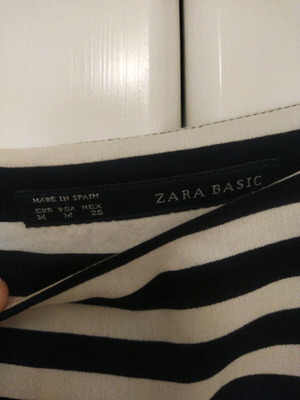 MADE IN SPAIN
ZARA BASIC
EUR USA MEX
M M 28